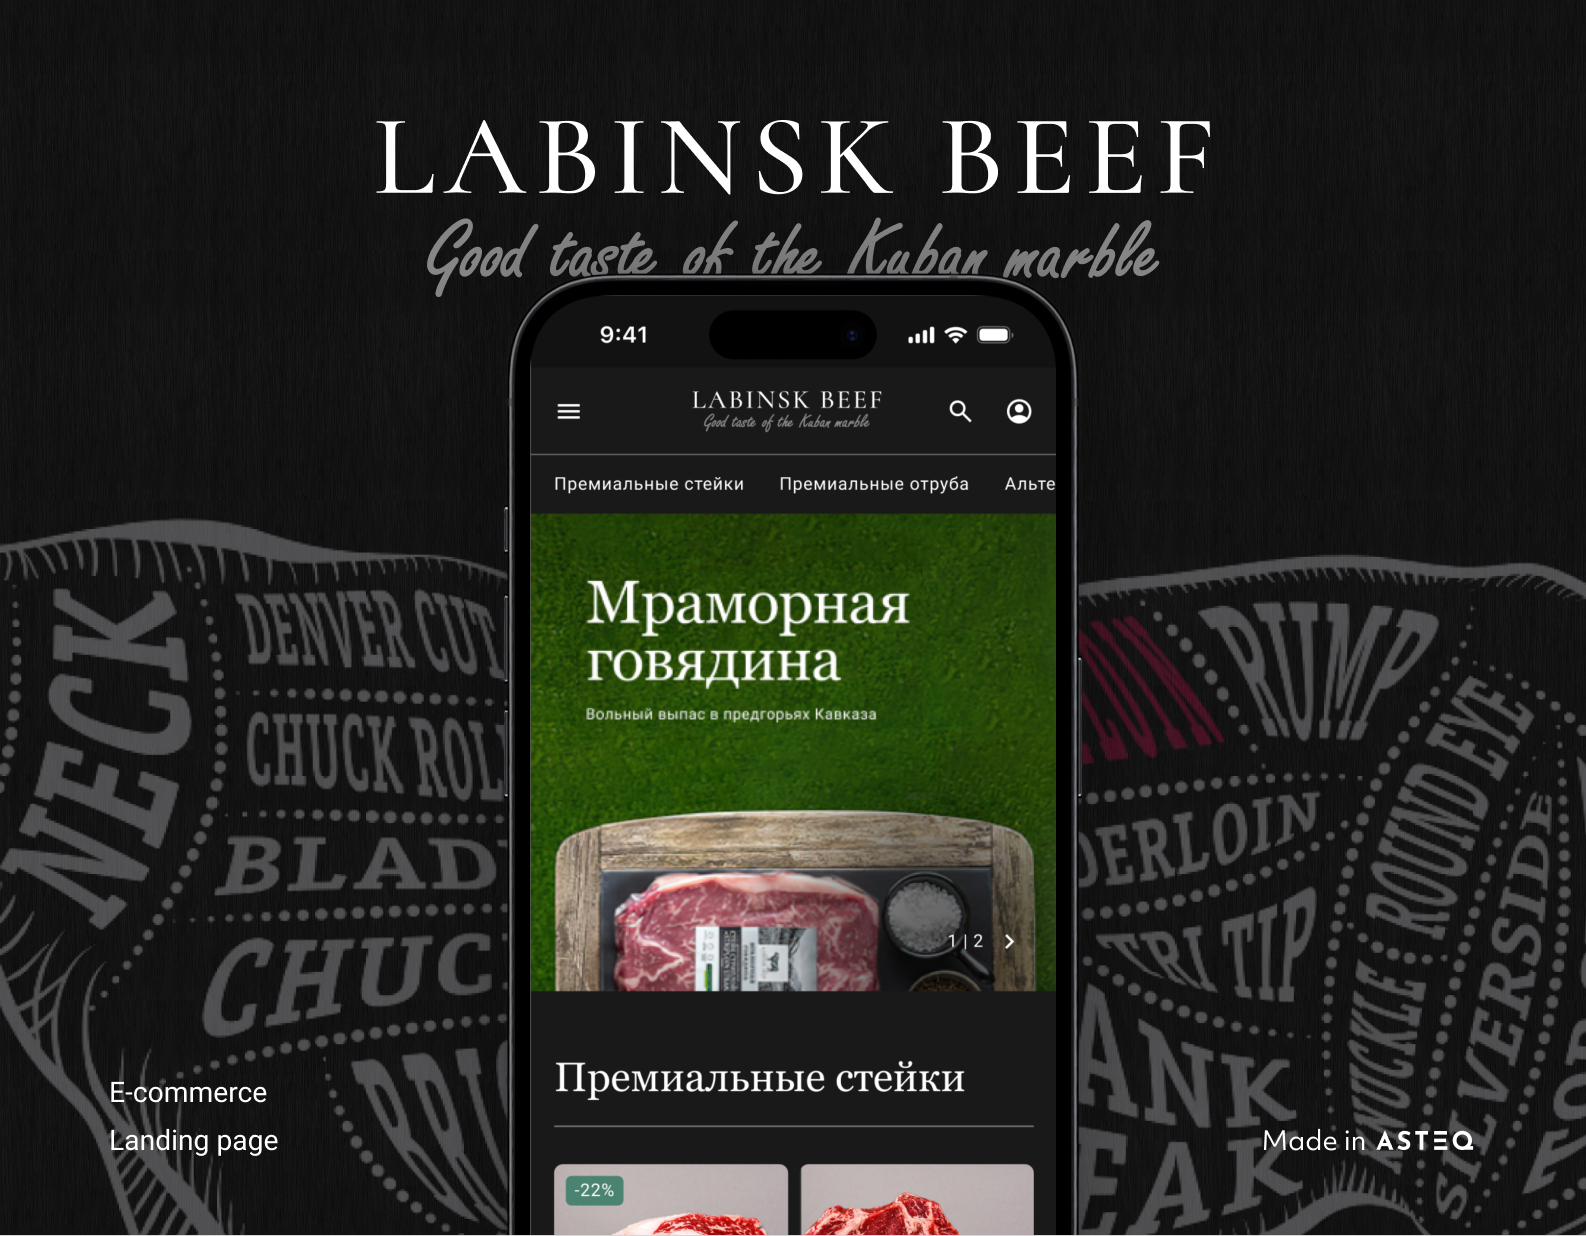 LABINSK BEEF
Good taste of the Kuban marble
9:41
LABINSK BEEF
Good taste of the Kuban marble
Премиальные стейки Премиальные отруба Альте
Мраморная
говядина
Вольный выпас в предгорьях Кавказа
1 | 2
Премиальные стейки
-22%
NECK
DENVER CUT
CHUCK ROL
BLAD
CHUC
BRI
LOIN
RUMP
DERLOIN
TRI TIP
ROUND EYE
KNUCKLE
SILVERSIDE
ANK
EAK
E-commerce
Landing page
Made in ASTEQ